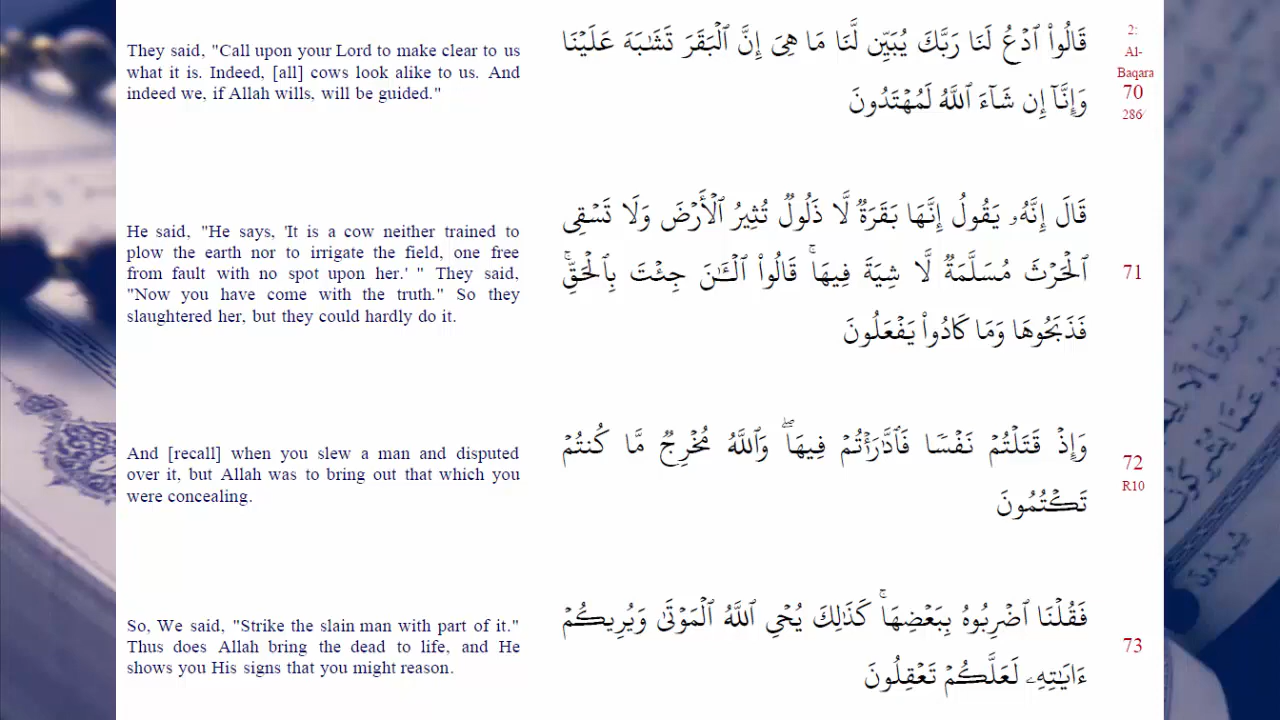 They said, "Call upon your Lord to make clear to us
what it is. Indeed, [all] cows look alike to us. And
indeed we, if Allah wills, will be guided."
قَالُوا۟ ٱدْعُ لَنَا رَبَّكَ يُبَيِّن لَّنَا مَا هِىَ إِنَّ ٱلْبَقَرَ تَشَـٰبَهَ عَلَيْنَا
وَإِنَّآ إِن شَآءَ ٱللَّهُ لَمُهْتَدُونَ
2:
Al-
Baqara
70
286/
He said, "He says, 'It is a cow neither trained to
plow the earth nor to irrigate the field, one free
from fault with no spot upon her.' " They said,
"Now you have come with the truth." So they
slaughtered her, but they could hardly do it.
قَالَ إِنَّهُۥ يَقُولُ إِنَّهَا بَقَرَةٌ لَّا ذَلُولٌ تُثِيرُ ٱلْأَرْضَ وَلَا تَسْقِى
ٱلْحَرْثَ مُسَلَّمَةٌ لَّا شِيَةَ فِيهَا ۚ قَالُوا۟ ٱلْـَٔـٰنَ جِئْتَ بِٱلْحَقِّ ۚ
فَذَبَحُوهَا وَمَا كَادُوا۟ يَفْعَلُونَ
71
And [recall] when you slew a man and disputed
over it, but Allah was to bring out that which you
were concealing.
وَإِذْ قَتَلْتُمْ نَفْسًا فَٱدَّٰرَْٰٔتُمْ فِيهَا ۖ وَٱللَّهُ مُخْرِجٌ مَّا كُنتُمْ
تَكْتُمُونَ
72
R10
So, We said, "Strike the slain man with part of it."
Thus does Allah bring the dead to life, and He
shows you His signs that you might reason.
فَقُلْنَا ٱضْرِبُوهُ بِبَعْضِهَا ۚ كَذَٰلِكَ يُحْىِ ٱللَّهُ ٱلْمَوْتَىٰ وَيُرِيكُمْ
ءَايَـٰتِهِۦ لَعَلَّكُمْ تَعْقِلُونَ
73